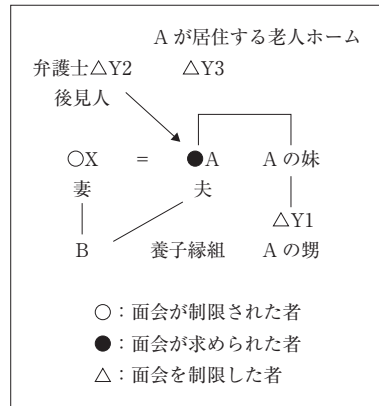 Aが居住する老人ホーム
弁護士△Y2 △Y3
後見人
○X = ●A Aの妹
妻 夫
△Y1
B 養子縁組 Aの甥
○：面会が制限された者
●：面会が求められた者
△：面会を制限した者